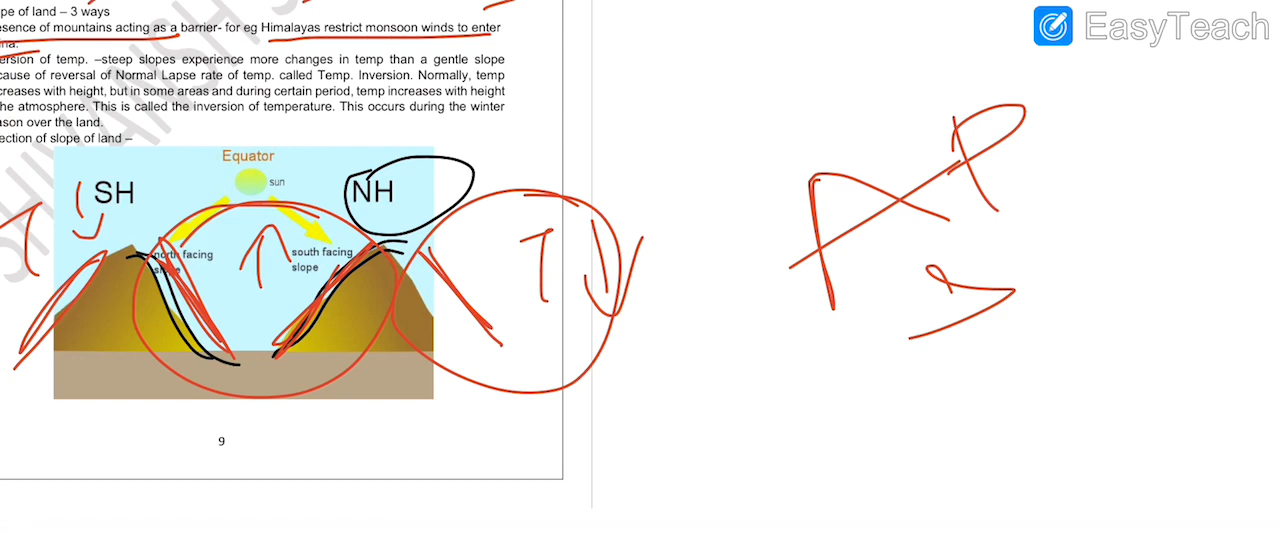 pe of land – 3 ways
esence of mountains acting as a barrier- for eg Himalayas restrict monsoon winds to enter
na.
ersion of temp. –steep slopes experience more changes in temp than a gentle slope
cause of reversal of Normal Lapse rate of temp. called Temp. Inversion. Normally, temp
creases with height, but in some areas and during certain period, temp increases with height
he atmosphere. This is called the inversion of temperature. This occurs during the winter
ason over the land.
ection of slope of land –
EasyTeach
Equator
sun
SH
NH
north facing
slope
south facing
slope
9
SHIVANSH